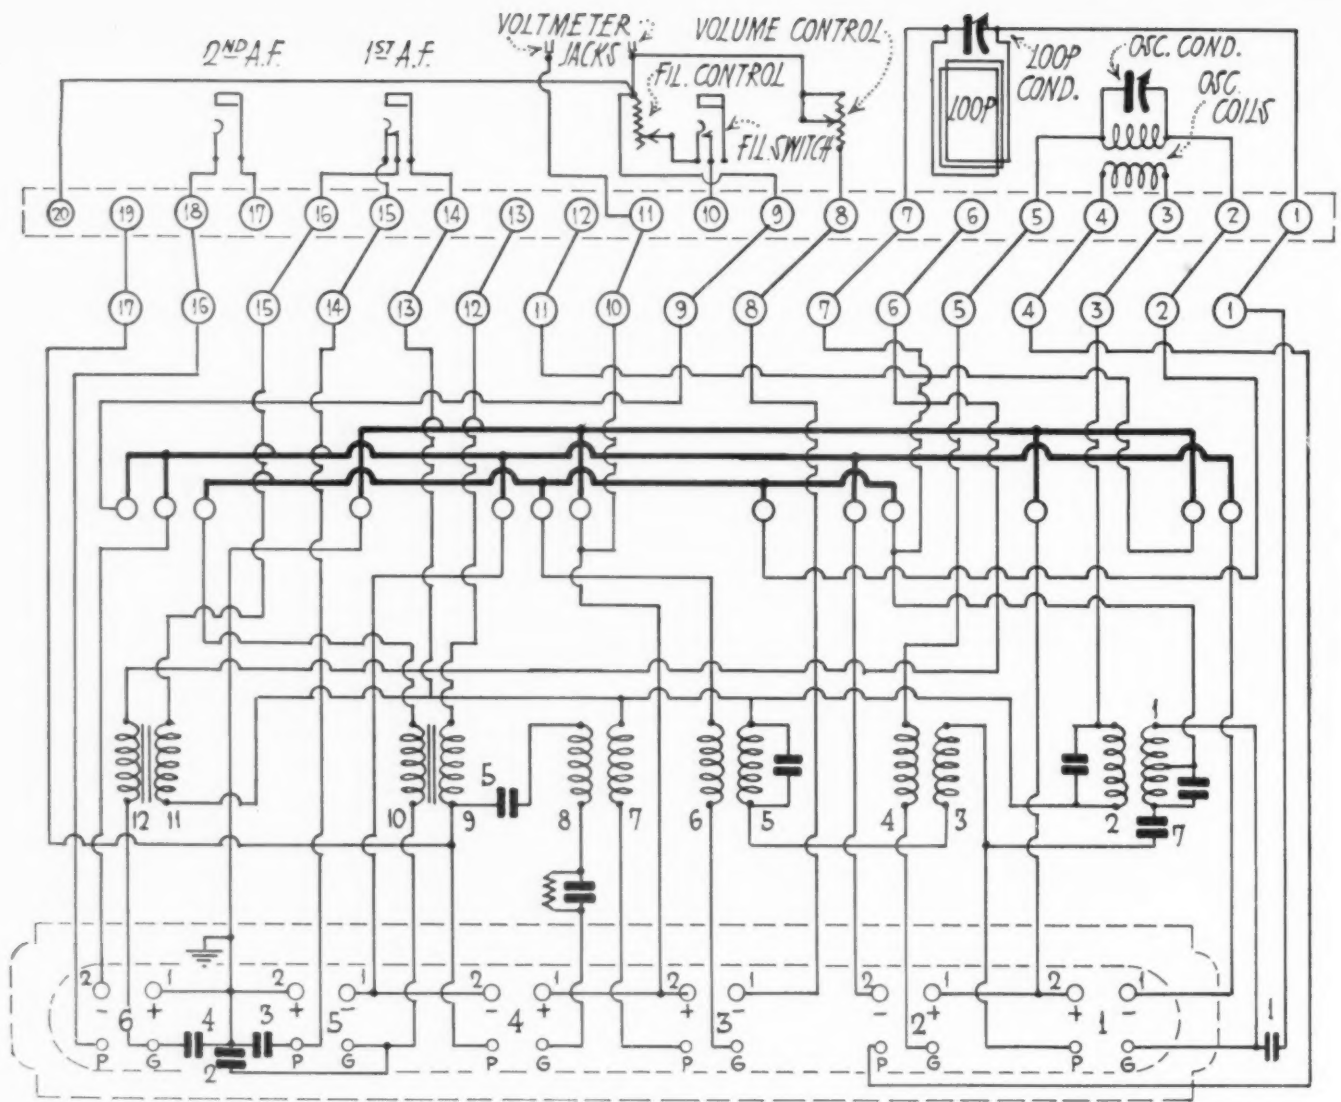 VOLTMETER JACKS
VOLUME CONTROL
2ND A.F.
1ST A.F.
FIL. CONTROL
FIL. SWITCH
LOOP
LOOP COND.
OSC. COND.
OSC. COILS
20 19 18 17 16 15 14 13 12 11 10 9 8 7 6 5 4 3 2 1
17 16 15 14 13 12 11 10 9 8 7 6 5 4 3 2 1
1
5
12 11 10 9 8 7 6 5 4 3 2 7
2 1 2 1 2 1 2 1 2 1 2 1
- 6 + + 5 - - 4 + + 3 - - 2 + + 1 - 1
4 3
P G P G P G P G P G P G
2